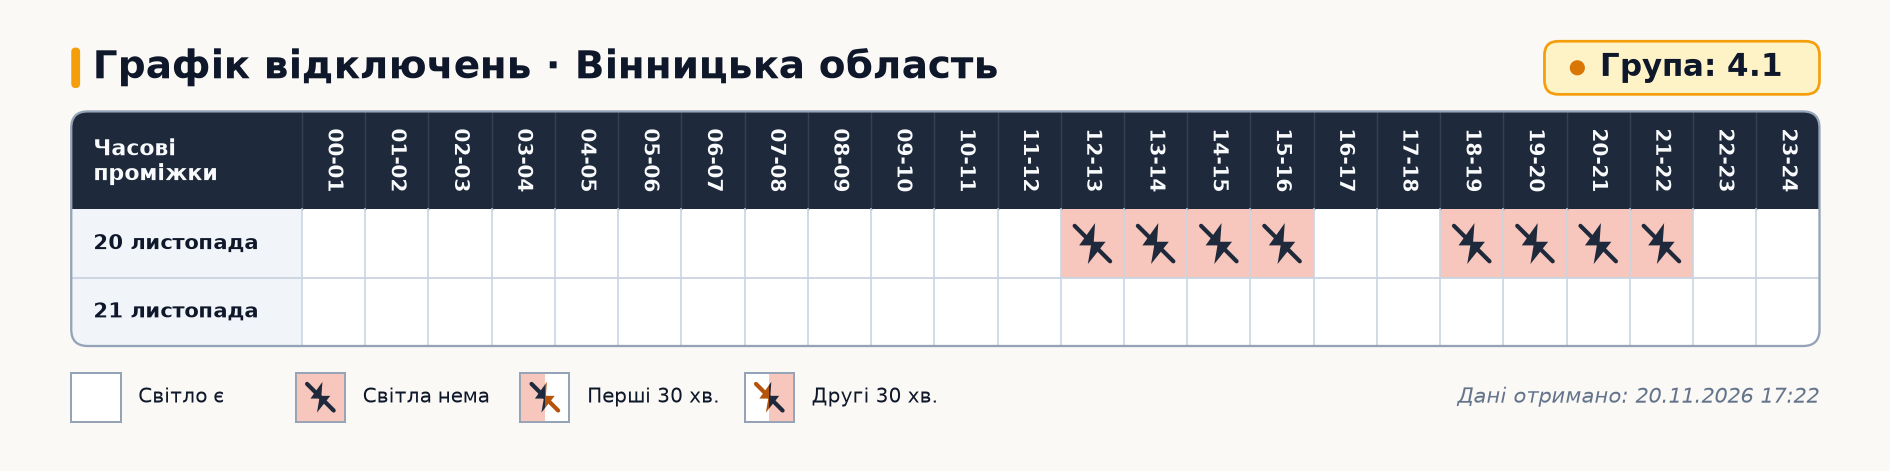 Графік відключень · Вінницька область
Група: 4.1
Часові
проміжки
00-01 01-02 02-03 03-04 04-05 05-06 06-07 07-08 08-09 09-10 10-11 11-12 12-13 13-14 14-15 15-16 16-17 17-18 18-19 19-20 20-21 21-22 22-23 23-24
20 листопада
21 листопада
Світло є Світла нема Перші 30 хв. Другі 30 хв. Дані отримано: 20.11.2026 17:22